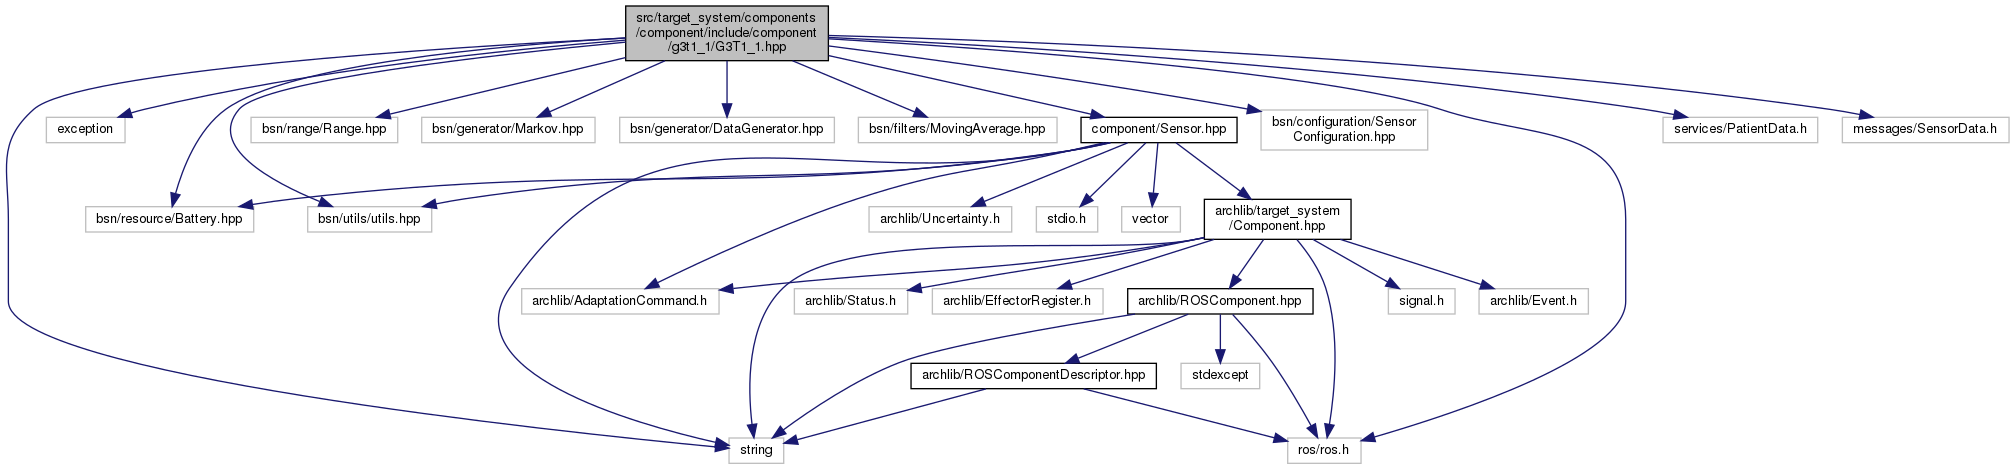 src/target_system/components
/component/include/component
/g3t1_1/G3T1_1.hpp
exception
bsn/range/Range.hpp
bsn/generator/Markov.hpp
bsn/generator/DataGenerator.hpp
bsn/filters/MovingAverage.hpp
component/Sensor.hpp
bsn/configuration/Sensor
Configuration.hpp
services/PatientData.h
messages/SensorData.h
bsn/resource/Battery.hpp
bsn/utils/utils.hpp
archlib/Uncertainty.h
stdio.h
vector
archlib/target_system
/Component.hpp
archlib/AdaptationCommand.h
archlib/Status.h
archlib/EffectorRegister.h
archlib/ROSComponent.hpp
signal.h
archlib/Event.h
archlib/ROSComponentDescriptor.hpp
stdexcept
string
ros/ros.h